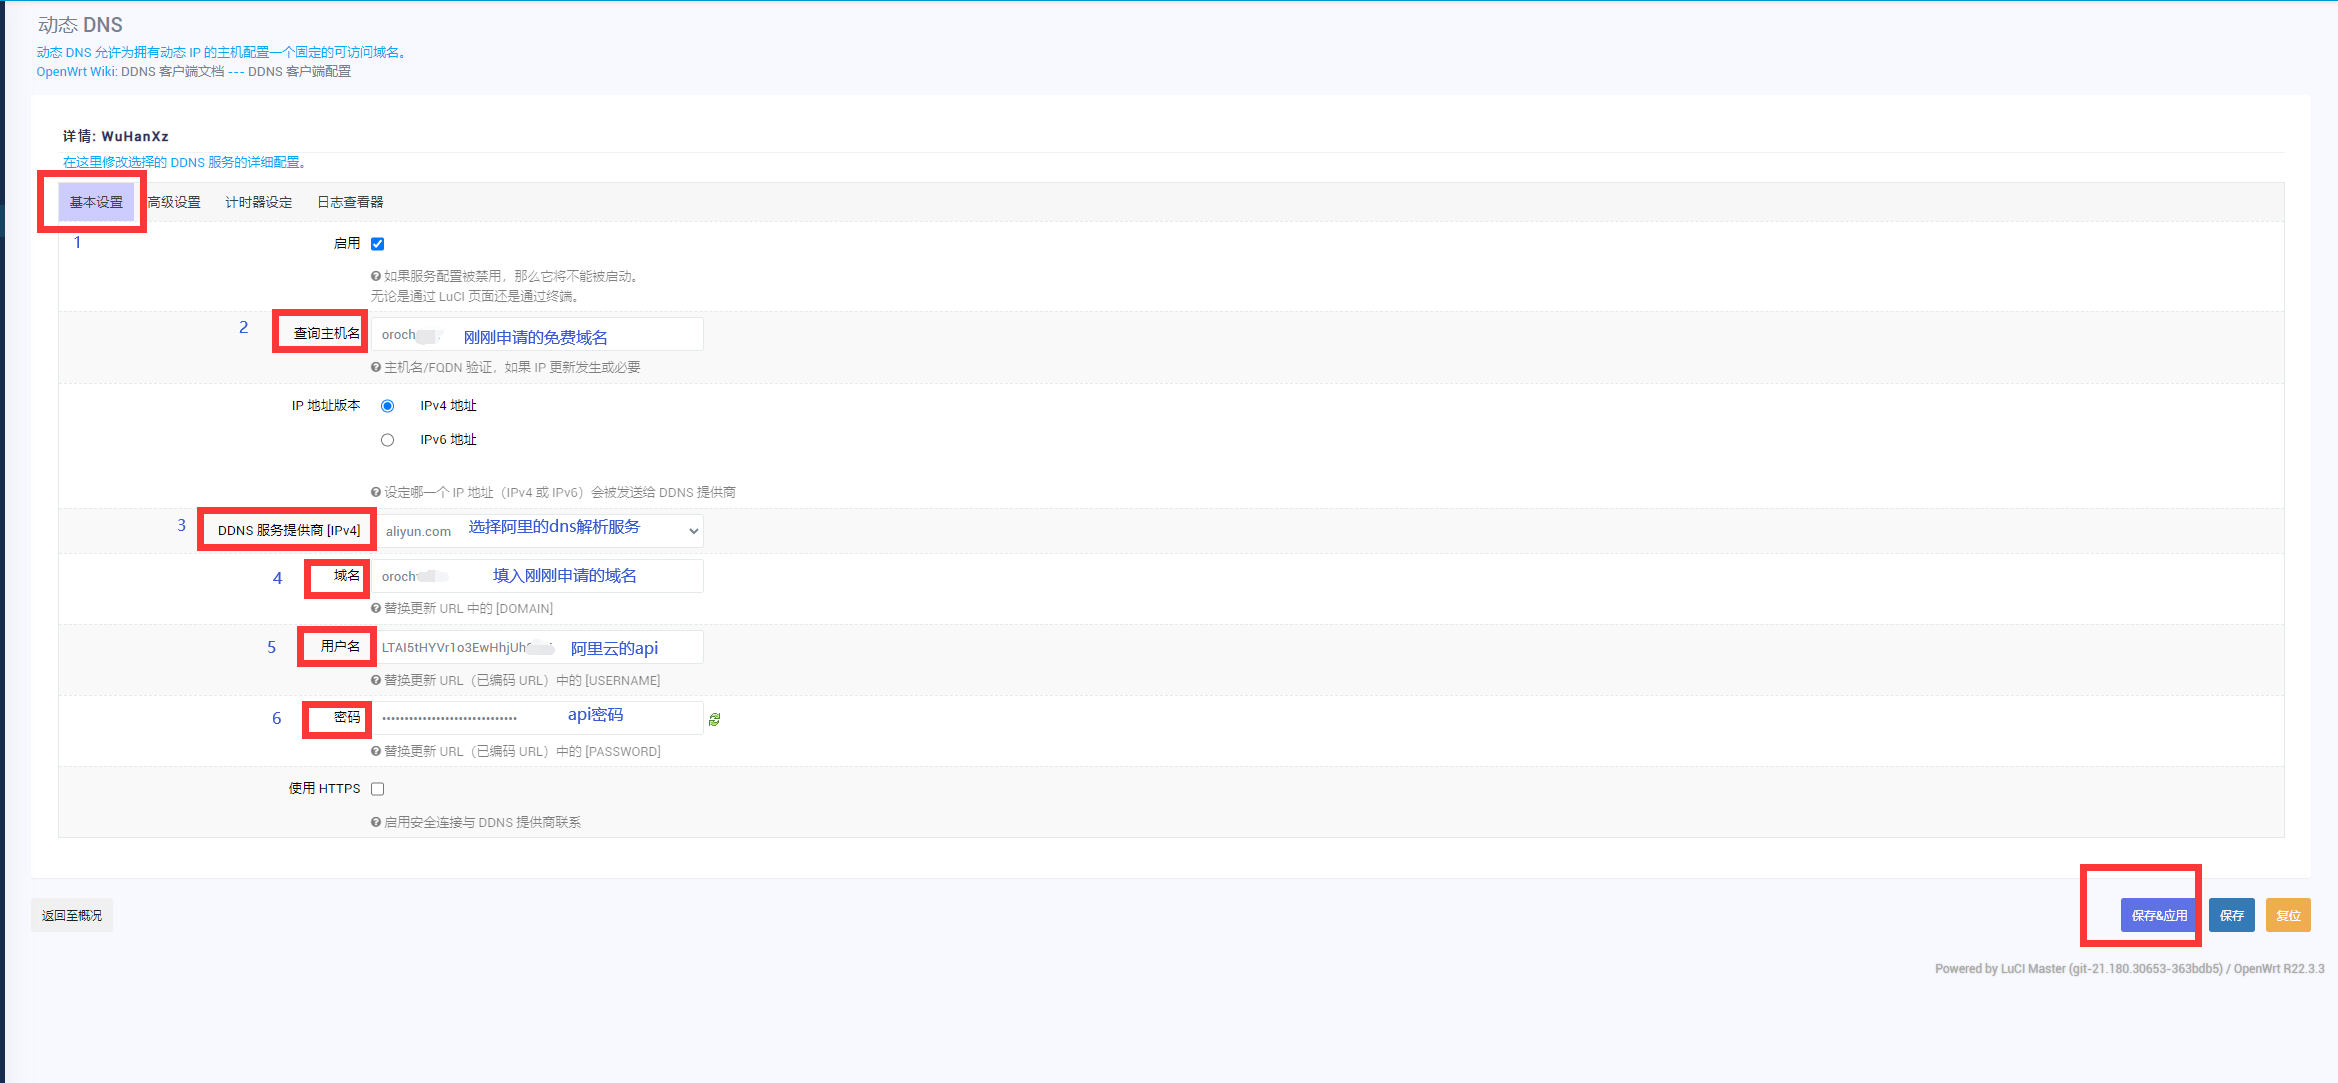 动态 DNS
动态 DNS 允许为拥有动态 IP 的主机配置一个固定的可访问域名。
OpenWrt Wiki: DDNS 客户端文档 --- DDNS 客户端配置
详情: WuHanXz
在这里修改选择的 DDNS 服务的详细配置。
基本设置 高级设置 计时器设定 日志查看器
1 启用
如果服务配置被禁用，那么它将不能被启动。
无论是通过 LuCI 页面还是通过终端。
2 查询主机名 oroch 刚刚申请的免费域名
主机名/FQDN 验证，如果 IP 更新发生或必要
IP 地址版本 IPv4 地址
IPv6 地址
设定哪一个 IP 地址（IPv4 或 IPv6）会被发送给 DDNS 提供商
3 DDNS 服务提供商 [IPv4] aliyun.com 选择阿里的dns解析服务
4 域名 oroch 填入刚刚申请的域名
替换更新 URL 中的 [DOMAIN]
5 用户名 LTAI5tHYVr1o3EwHhjUh 阿里云的api
替换更新 URL（已编码 URL）中的 [USERNAME]
6 密码 •••••••••••••••••••••••••••••• api密码
替换更新 URL（已编码 URL）中的 [PASSWORD]
使用 HTTPS
启用安全连接与 DDNS 提供商联系
返回至概况 保存&应用 保存 复位
Powered by LuCI Master (git-21.180.30653-363bdb5) / OpenWrt R22.3.3